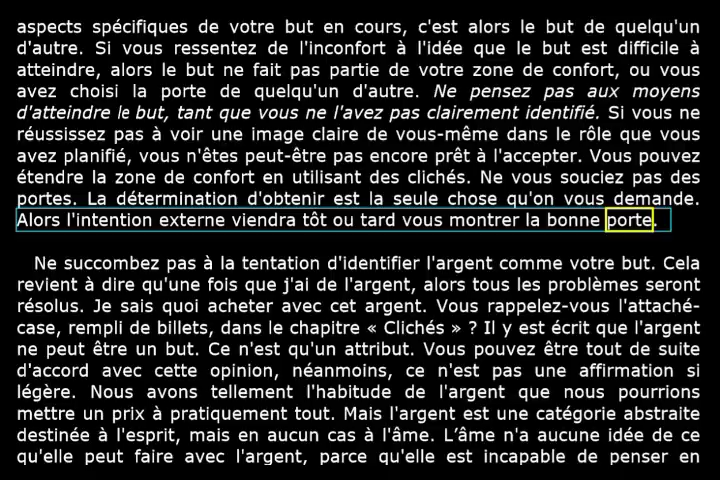 aspects spécifiques de votre but en cours, c'est alors le but de quelqu'un
d'autre. Si vous ressentez de l'inconfort à l'idée que le but est difficile à
atteindre, alors le but ne fait pas partie de votre zone de confort, ou vous
avez choisi la porte de quelqu'un d'autre. Ne pensez pas aux moyens
d'atteindre le but, tant que vous ne l'avez pas clairement identifié. Si vous ne
réussissez pas à voir une image claire de vous-même dans le rôle que vous
avez planifié, vous n'êtes peut-être pas encore prêt à l'accepter. Vous pouvez
étendre la zone de confort en utilisant des clichés. Ne vous souciez pas des
portes. La détermination d'obtenir est la seule chose qu'on vous demande.
Alors l'intention externe viendra tôt ou tard vous montrer la bonne porte.
Ne succombez pas à la tentation d'identifier l'argent comme votre but. Cela
revient à dire qu'une fois que j'ai de l'argent, alors tous les problèmes seront
résolus. Je sais quoi acheter avec cet argent. Vous rappelez-vous l'attaché-
case, rempli de billets, dans le chapitre « Clichés » ? Il y est écrit que l'argent
ne peut être un but. Ce n'est qu'un attribut. Vous pouvez être tout de suite
d'accord avec cette opinion, néanmoins, ce n'est pas une affirmation si
légère. Nous avons tellement l'habitude de l'argent que nous pourrions
mettre un prix à pratiquement tout. Mais l'argent est une catégorie abstraite
destinée à l'esprit, mais en aucun cas à l'âme. L’âme n'a aucune idée de ce
qu'elle peut faire avec l'argent, parce qu'elle est incapable de penser en